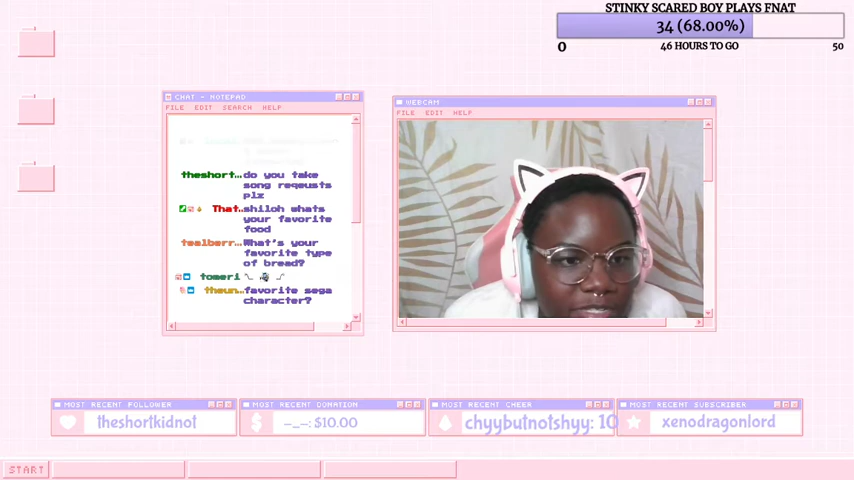 STINKY SCARED BOY PLAYS FNAT
34 (68.00%)
0 46 HOURS TO GO 50
CHAT - NOTEPAD
FILE EDIT SEARCH HELP
theshort… do you take
song reqeusts
plz
That… shiloh whats
your favorite
food
tealberr… What's your
favorite type
of bread?
tomeri
theun… favorite sega
character?
WEBCAM
FILE EDIT HELP
MOST RECENT FOLLOWER
theshortkidnot
MOST RECENT DONATION
$ -_-: $10.00
MOST RECENT CHEER
chyybutnotshyy: 10
MOST RECENT SUBSCRIBER
xenodragonlord
START